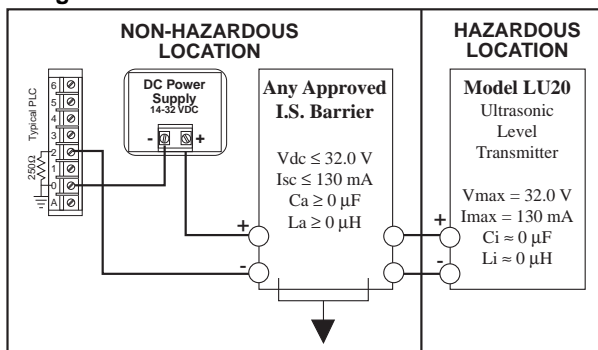 NON-HAZARDOUS
LOCATION
HAZARDOUS
LOCATION
Typical PLC
6
5
4
3
2
1
0
A
250Ω
DC Power
Supply
14-32 VDC
- +
Any Approved
I.S. Barrier
Vdc ≤ 32.0 V
Isc ≤ 130 mA
Ca ≥ 0 µF
La ≥ 0 µH
+
-
Model LU20
Ultrasonic
Level
Transmitter
Vmax = 32.0 V
Imax = 130 mA
Ci ≈ 0 µF
Li ≈ 0 µH
+
-